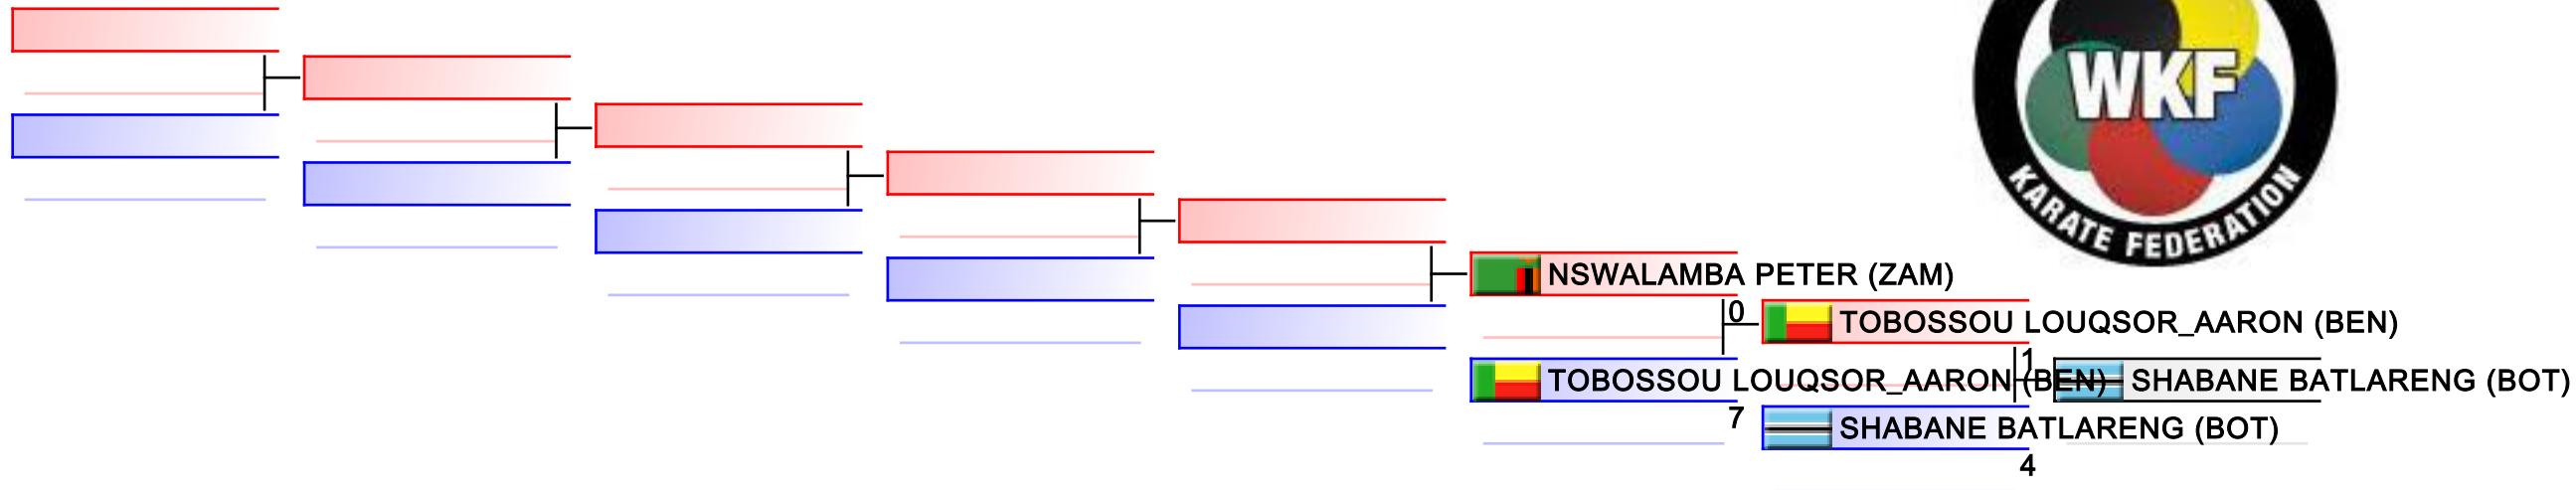 WKF
KARATE FEDERATION
NSWALAMBA PETER (ZAM)
0
TOBOSSOU LOUQSOR_AARON (BEN)
1
TOBOSSOU LOUQSOR_AARON (BEN)
SHABANE BATLARENG (BOT)
7
SHABANE BATLARENG (BOT)
4